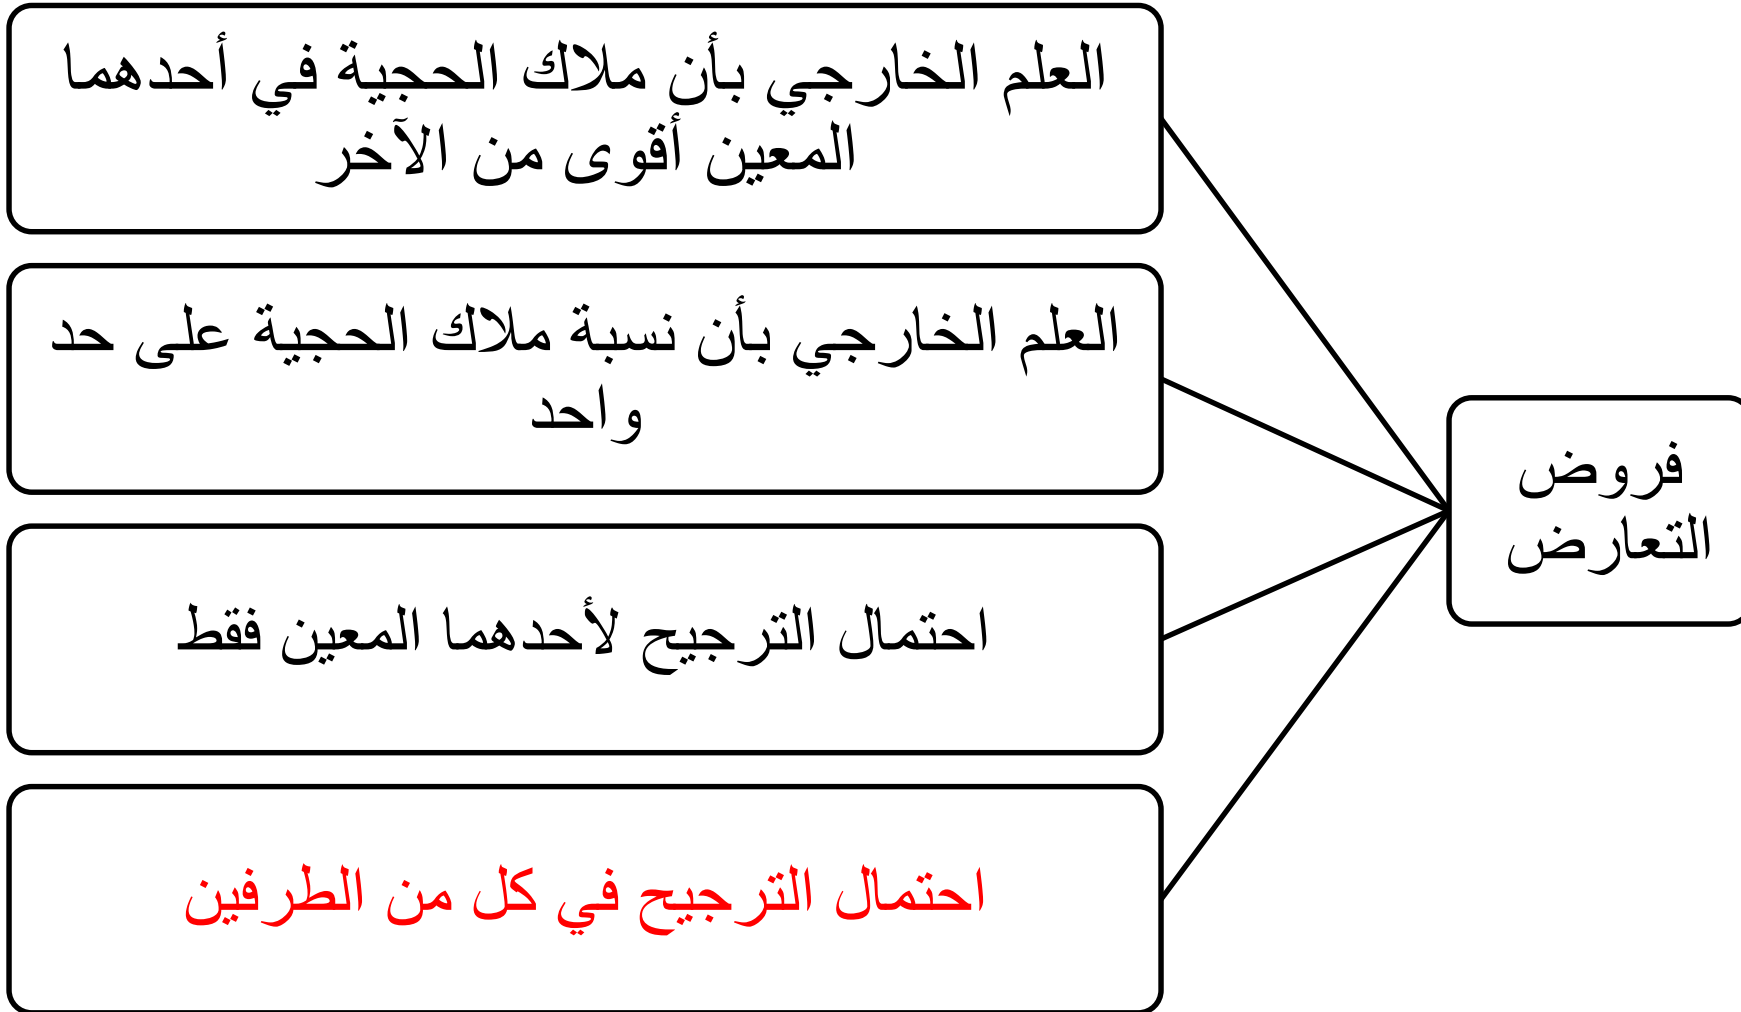 فروض
التعارض
العلم الخارجي بأن ملاك الحجية في أحدهما
المعين أقوى من الآخر
العلم الخارجي بأن نسبة ملاك الحجية على حد
واحد
احتمال الترجيح لأحدهما المعين فقط
احتمال الترجيح في كل من الطرفين